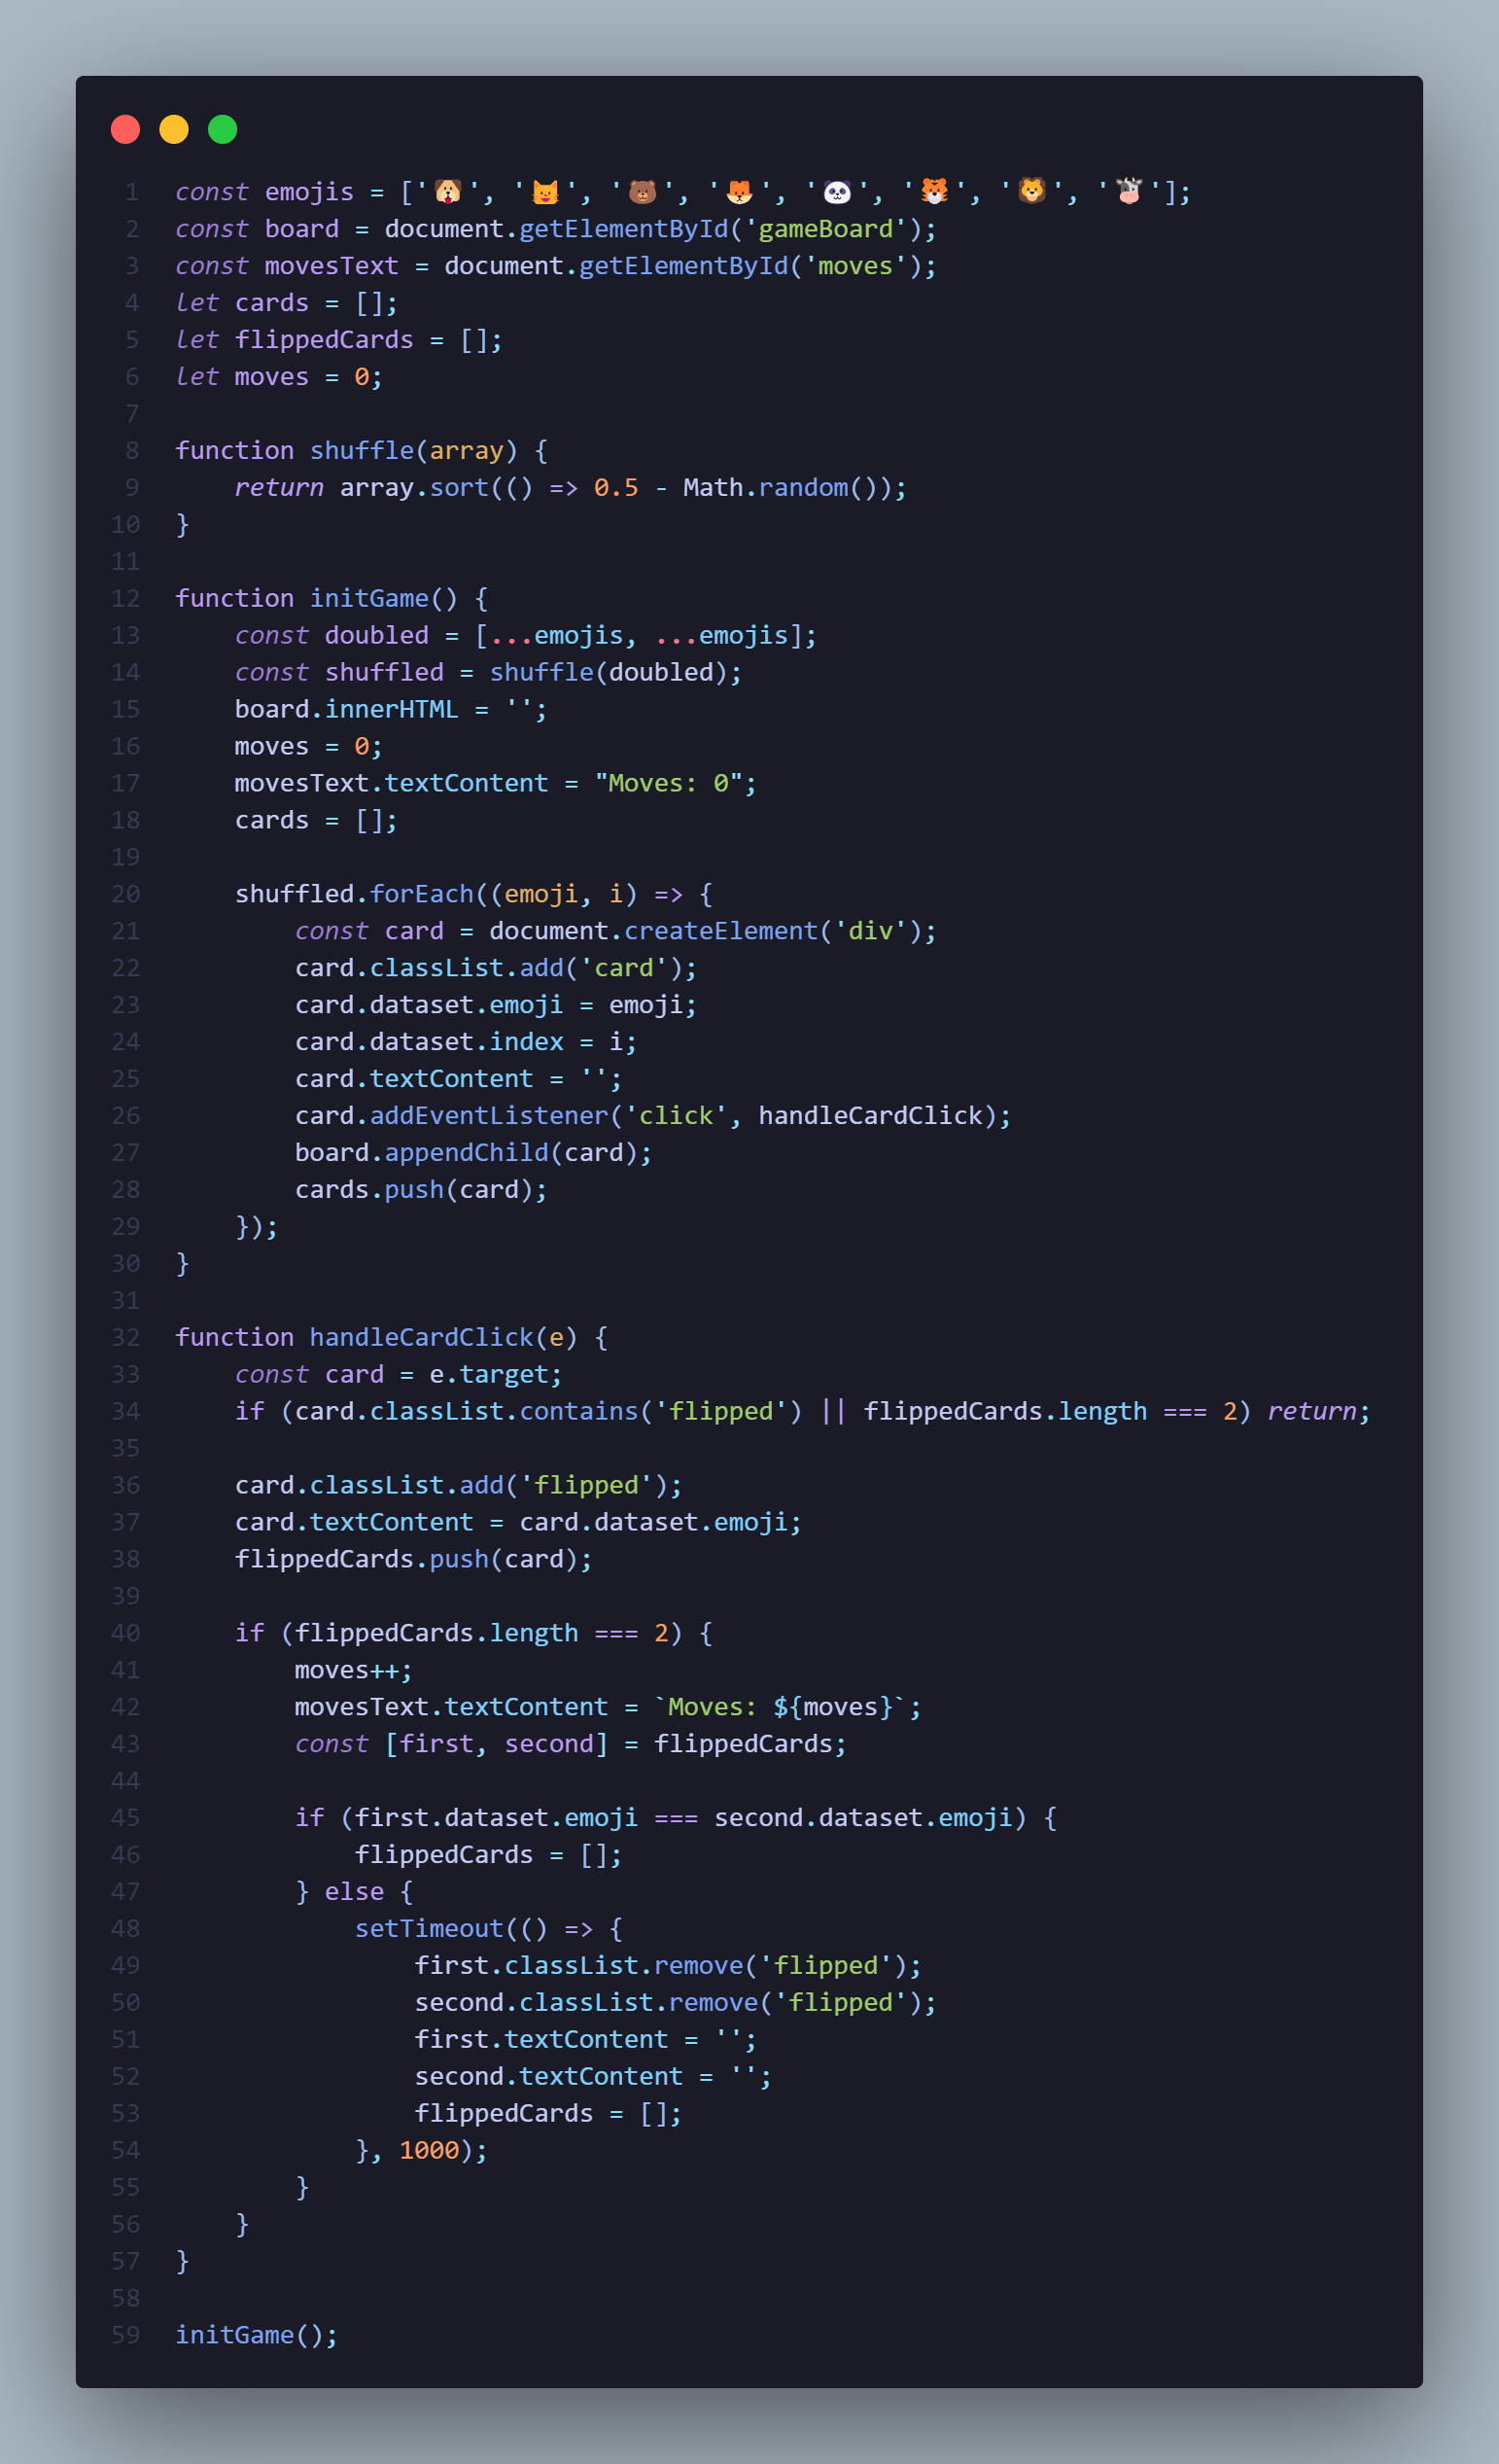 1 const emojis = ['🐶', '🐱', '🐻', '🦊', '🐼', '🐯', '🦁', '🐮'];
2 const board = document.getElementById('gameBoard');
3 const movesText = document.getElementById('moves');
4 let cards = [];
5 let flippedCards = [];
6 let moves = 0;
7
8 function shuffle(array) {
9     return array.sort(() => 0.5 - Math.random());
10 }
11
12 function initGame() {
13     const doubled = [...emojis, ...emojis];
14     const shuffled = shuffle(doubled);
15     board.innerHTML = '';
16     moves = 0;
17     movesText.textContent = "Moves: 0";
18     cards = [];
19
20     shuffled.forEach((emoji, i) => {
21         const card = document.createElement('div');
22         card.classList.add('card');
23         card.dataset.emoji = emoji;
24         card.dataset.index = i;
25         card.textContent = '';
26         card.addEventListener('click', handleCardClick);
27         board.appendChild(card);
28         cards.push(card);
29     });
30 }
31
32 function handleCardClick(e) {
33     const card = e.target;
34     if (card.classList.contains('flipped') || flippedCards.length === 2) return;
35
36     card.classList.add('flipped');
37     card.textContent = card.dataset.emoji;
38     flippedCards.push(card);
39
40     if (flippedCards.length === 2) {
41         moves++;
42         movesText.textContent = `Moves: ${moves}`;
43         const [first, second] = flippedCards;
44
45         if (first.dataset.emoji === second.dataset.emoji) {
46             flippedCards = [];
47         } else {
48             setTimeout(() => {
49                 first.classList.remove('flipped');
50                 second.classList.remove('flipped');
51                 first.textContent = '';
52                 second.textContent = '';
53                 flippedCards = [];
54             }, 1000);
55         }
56     }
57 }
58
59 initGame();